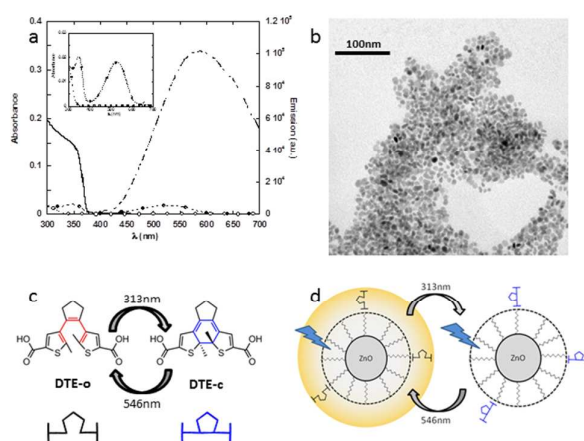 a
0.4
0.3
0.2
0.1
0
300
350
400
450
500
550
600
650
700
λ (nm)
Absorbance
Emission (au.)
1.2 10⁵
1 10⁵
8 10⁴
6 10⁴
4 10⁴
2 10⁴
0
Absorbance
b
100nm
c
313nm
546nm
HO
O
S
S
O
OH
DTE-o
HO
O
S
S
O
OH
DTE-c
d
313nm
546nm
ZnO
ZnO